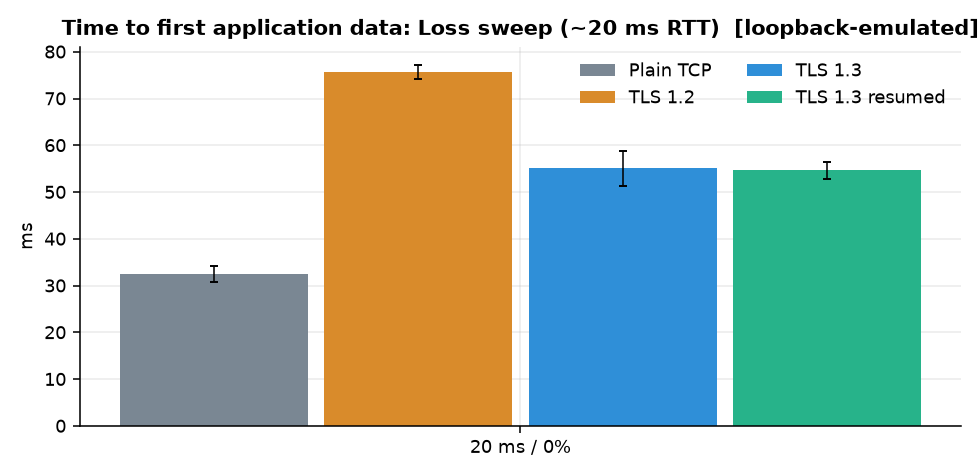 Time to first application data: Loss sweep (~20 ms RTT)  [loopback-emulated]
Plain TCP
TLS 1.2
TLS 1.3
TLS 1.3 resumed
80
70
60
50
40
30
20
10
0
ms
20 ms / 0%